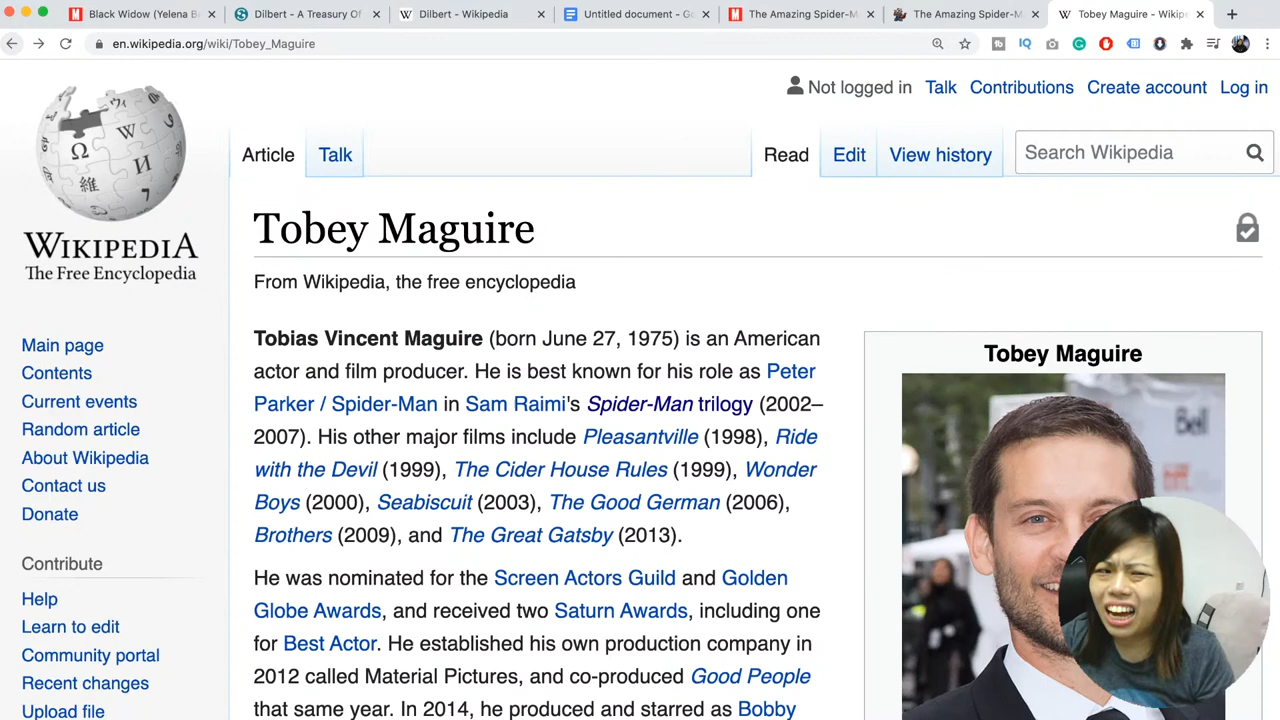 Black Widow (Yelena B
Dilbert - A Treasury Of
Dilbert - Wikipedia
Untitled document - G
The Amazing Spider-M
The Amazing Spider-M
Tobey Maguire - Wikip
en.wikipedia.org/wiki/Tobey_Maguire
Not logged in Talk Contributions Create account Log in
Article Talk Read Edit View history Search Wikipedia
WIKIPEDIA
The Free Encyclopedia
Tobey Maguire
From Wikipedia, the free encyclopedia
Tobias Vincent Maguire (born June 27, 1975) is an American
actor and film producer. He is best known for his role as Peter
Parker / Spider-Man in Sam Raimi's Spider-Man trilogy (2002–
2007). His other major films include Pleasantville (1998), Ride
with the Devil (1999), The Cider House Rules (1999), Wonder
Boys (2000), Seabiscuit (2003), The Good German (2006),
Brothers (2009), and The Great Gatsby (2013).
He was nominated for the Screen Actors Guild and Golden
Globe Awards, and received two Saturn Awards, including one
for Best Actor. He established his own production company in
2012 called Material Pictures, and co-produced Good People
that same year. In 2014, he produced and starred as Bobby
Main page
Contents
Current events
Random article
About Wikipedia
Contact us
Donate
Contribute
Help
Learn to edit
Community portal
Recent changes
Upload file
Tobey Maguire
Bell